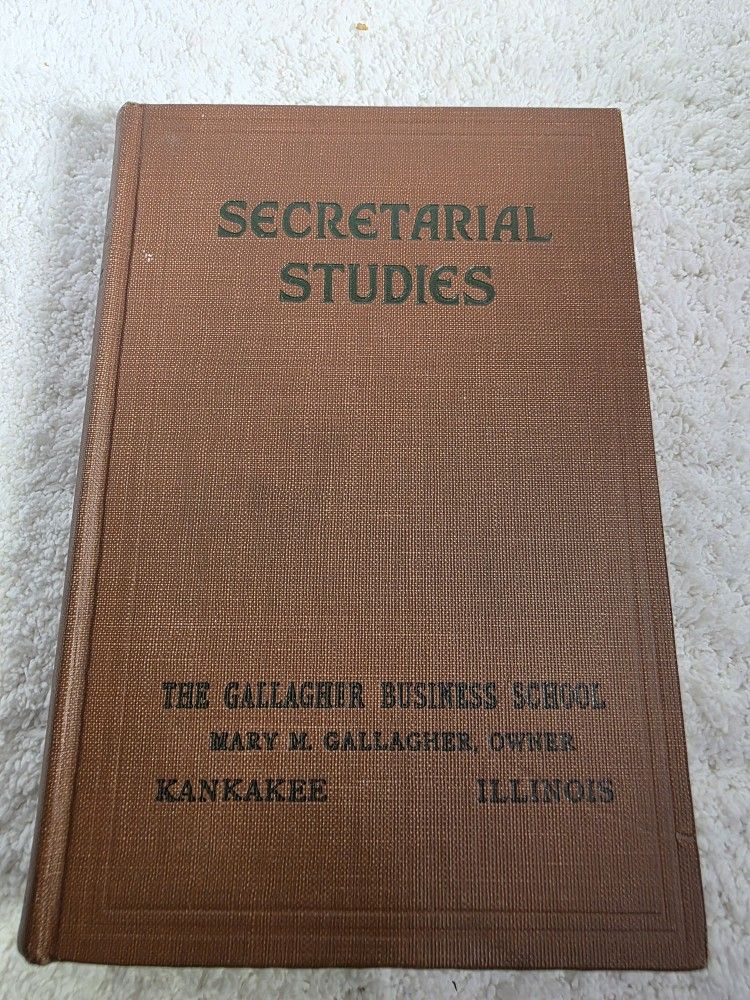 SECRETARIAL
STUDIES
THE GALLAGHER BUSINESS SCHOOL
MARY M. GALLAGHER, OWNER
KANKAKEE ILLINOIS